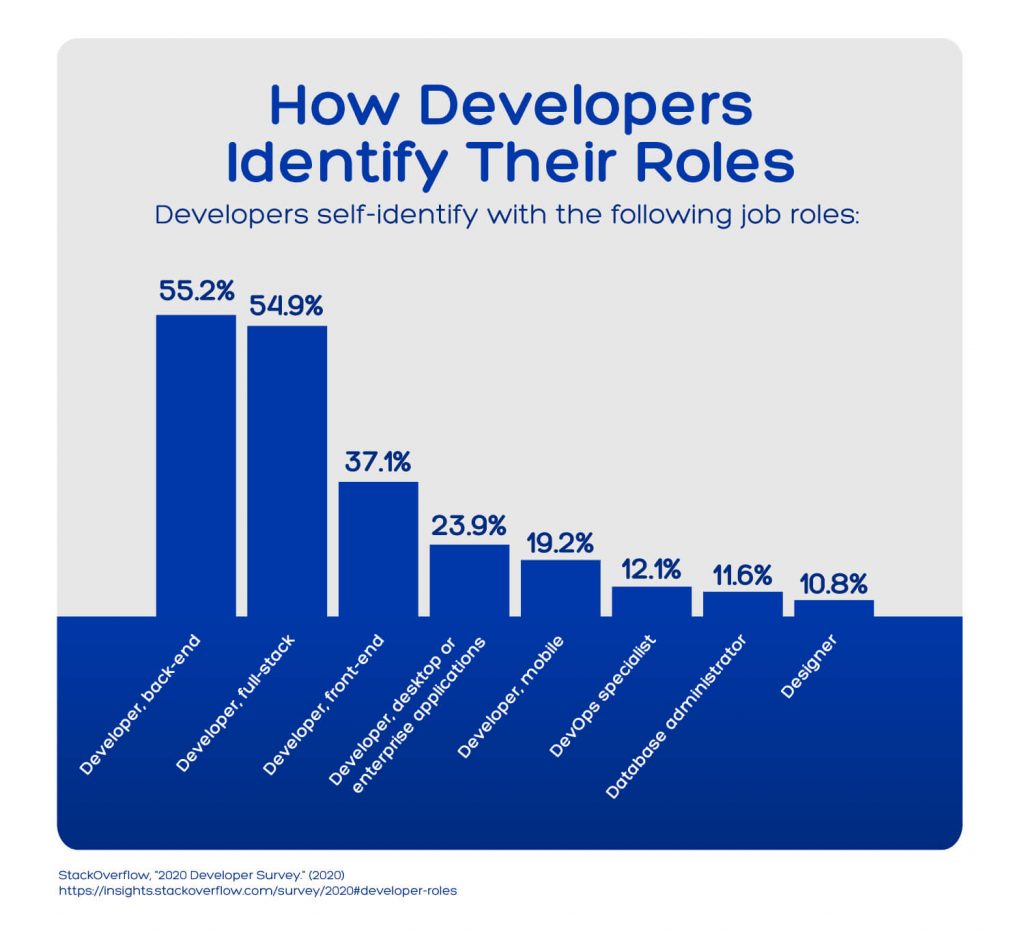 How Developers
Identify Their Roles
Developers self-identify with the following job roles:
55.2%
54.9%
37.1%
23.9%
19.2%
12.1%
11.6%
10.8%
Developer, back-end
Developer, full-stack
Developer, front-end
Developer, desktop or
enterprise applications
Developer, mobile
DevOps specialist
Database administrator
Designer
StackOverflow, "2020 Developer Survey." (2020)
https://insights.stackoverflow.com/survey/2020#developer-roles